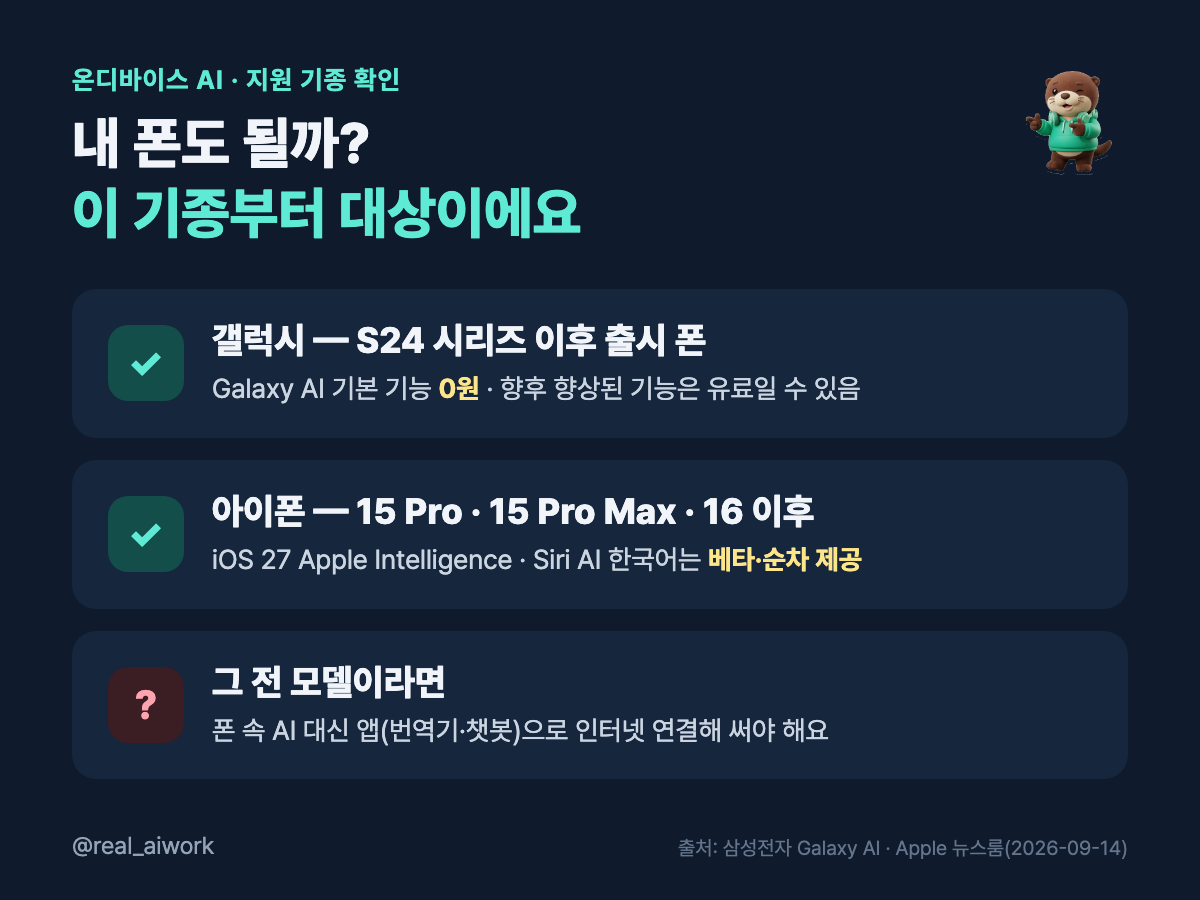 온디바이스 AI · 지원 기종 확인
내 폰도 될까?
이 기종부터 대상이에요
갤럭시 — S24 시리즈 이후 출시 폰
Galaxy AI 기본 기능 0원 · 향후 향상된 기능은 유료일 수 있음
아이폰 — 15 Pro · 15 Pro Max · 16 이후
iOS 27 Apple Intelligence · Siri AI 한국어는 베타·순차 제공
?
그 전 모델이라면
폰 속 AI 대신 앱(번역기·챗봇)으로 인터넷 연결해 써야 해요
@real_aiwork
출처: 삼성전자 Galaxy AI · Apple 뉴스룸(2026-09-14)